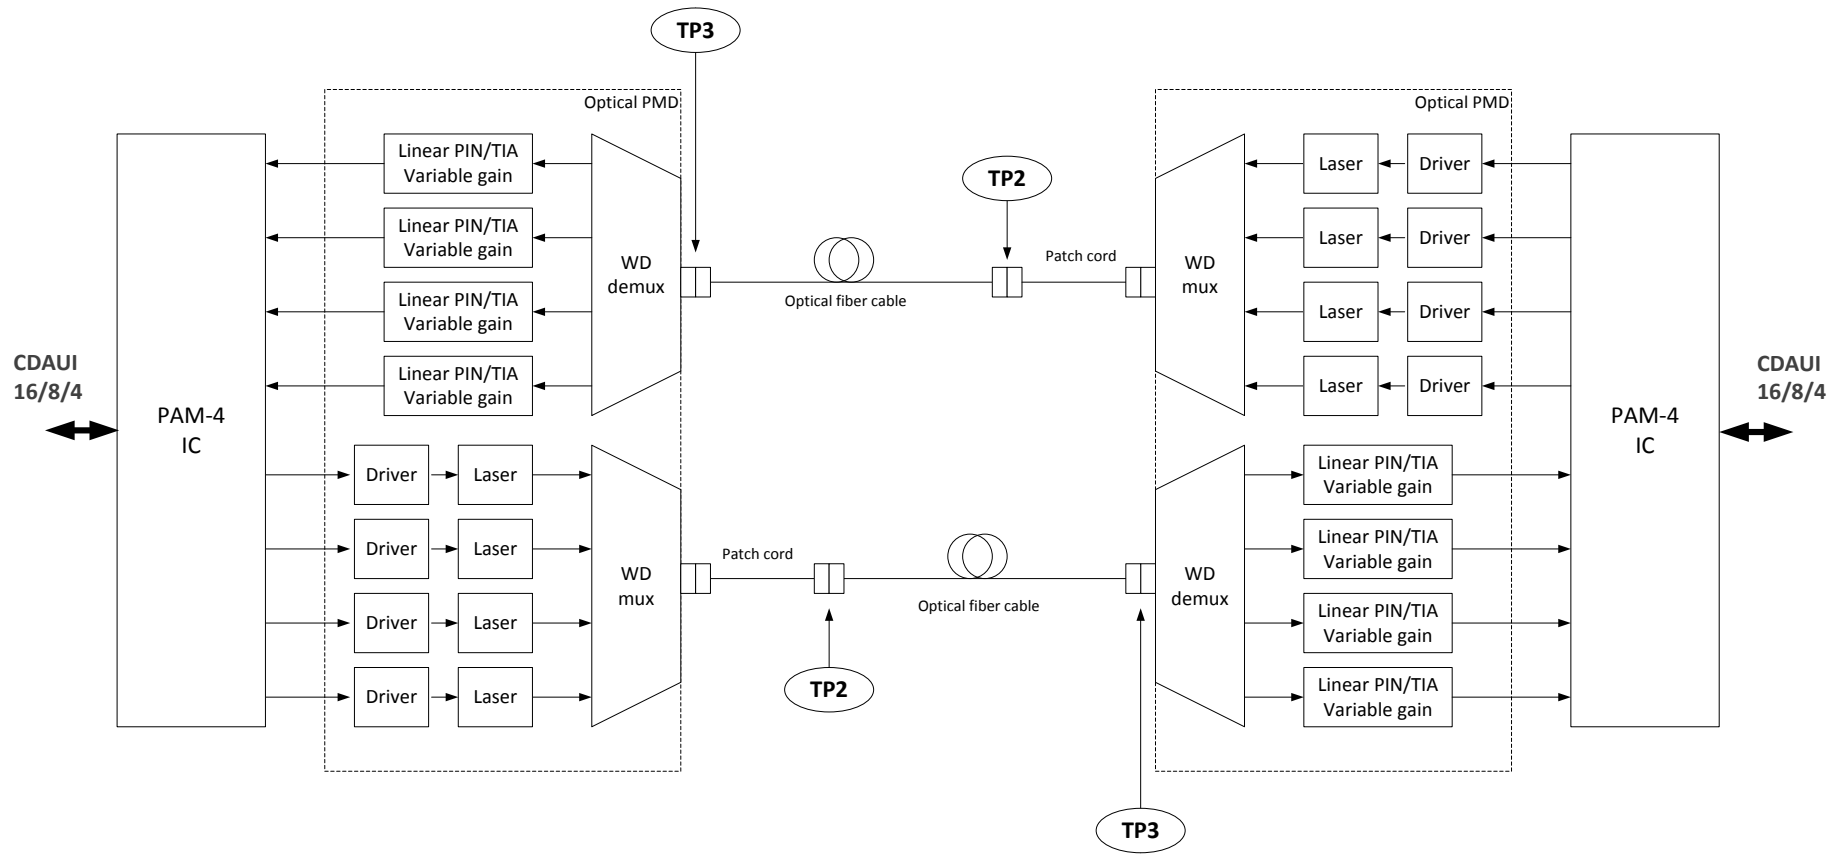 TP3
Optical PMD
Optical PMD
Linear PIN/TIA
Variable gain
Linear PIN/TIA
Variable gain
Linear PIN/TIA
Variable gain
Linear PIN/TIA
Variable gain
WD
demux
TP2
Patch cord
Optical fiber cable
WD
mux
Laser
Driver
Laser
Driver
Laser
Driver
Laser
Driver
CDAUI
16/8/4
PAM-4
IC
PAM-4
IC
CDAUI
16/8/4
Driver
Laser
Driver
Laser
Driver
Laser
Driver
Laser
WD
mux
Patch cord
TP2
Optical fiber cable
WD
demux
Linear PIN/TIA
Variable gain
Linear PIN/TIA
Variable gain
Linear PIN/TIA
Variable gain
Linear PIN/TIA
Variable gain
TP3